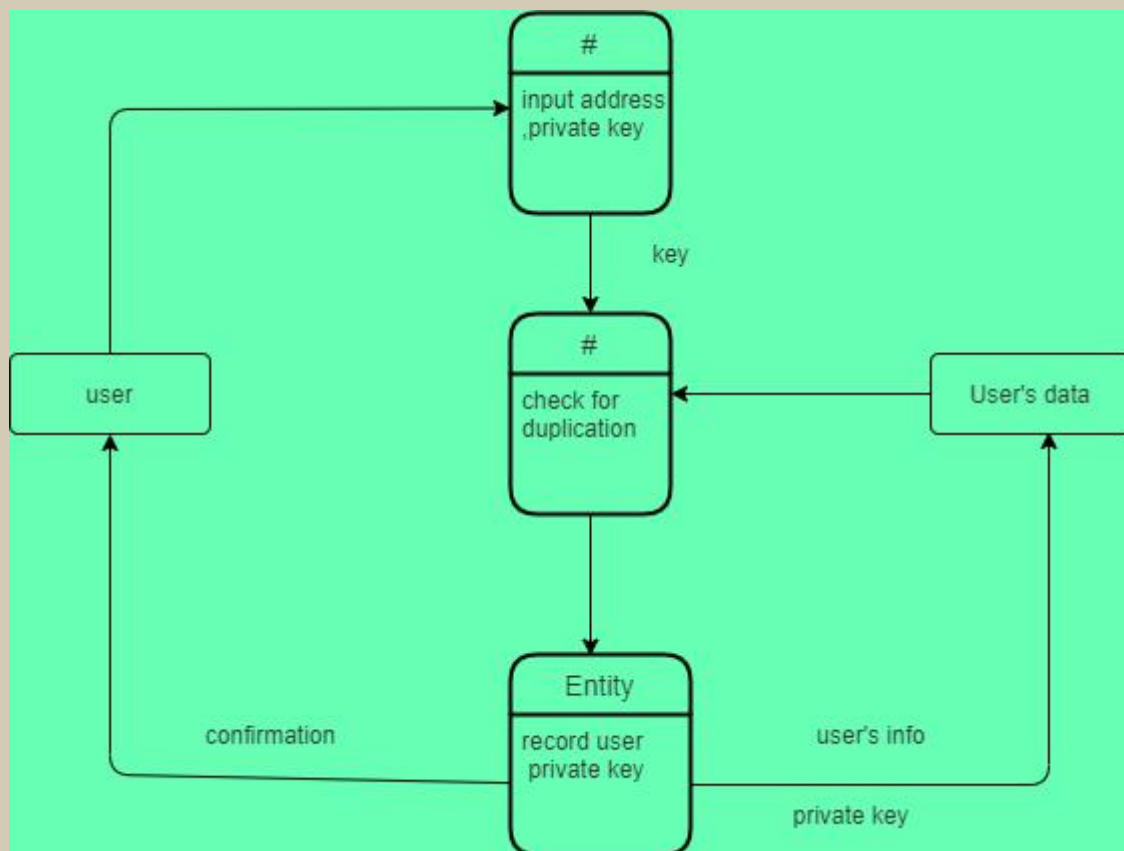 #
input address
,private key
key
#
check for
duplication
user
User's data
Entity
record user
private key
confirmation
user's info
private key